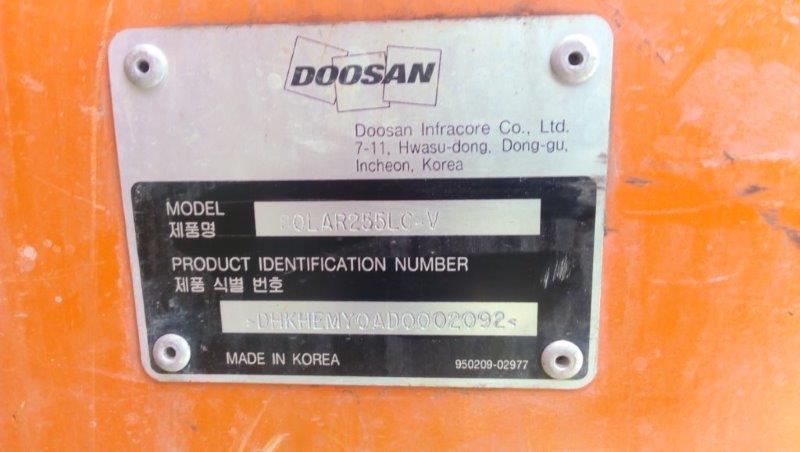 DOOSAN
Doosan Infracore Co., Ltd.
7-11, Hwasu-dong, Dong-gu,
Incheon, Korea
MODEL
제품명
SOLAR255LC-V
PRODUCT IDENTIFICATION NUMBER
제품 식별 번호
>DHKHEMY0AD0002092<
MADE IN KOREA
950209-02977